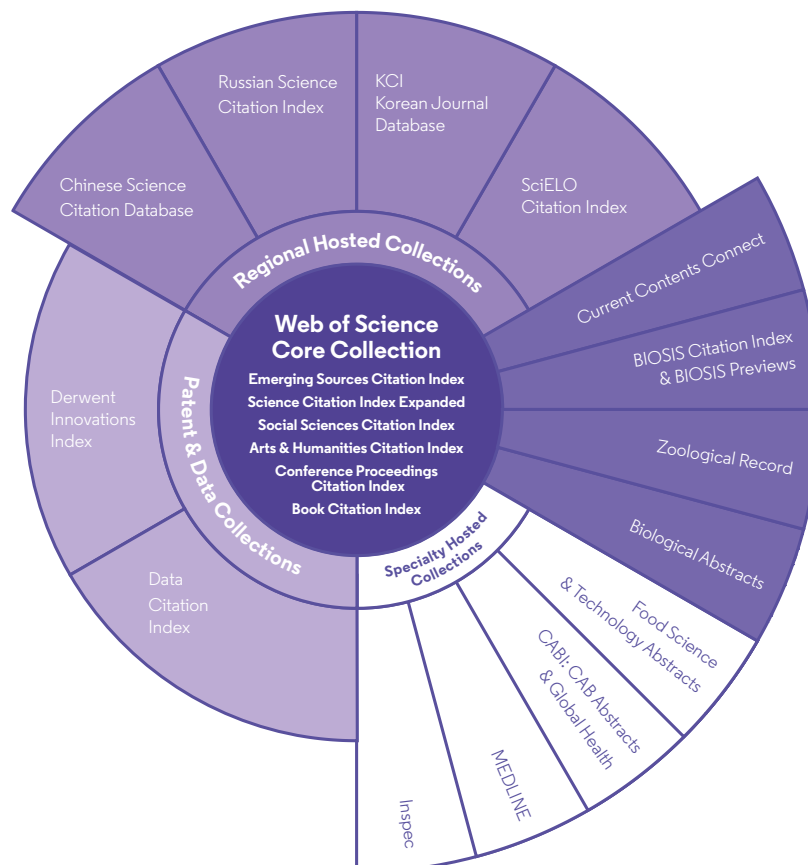 Russian Science
Citation Index
KCI
Korean Journal
Database
Chinese Science
Citation Database
SciELO
Citation Index
Regional Hosted Collections
Current Contents Connect
BIOSIS Citation Index
& BIOSIS Previews
Zoological Record
Biological Abstracts
Web of Science
Core Collection
Emerging Sources Citation Index
Science Citation Index Expanded
Social Sciences Citation Index
Arts & Humanities Citation Index
Conference Proceedings
Citation Index
Book Citation Index
Patent & Data Collections
Derwent
Innovations
Index
Data
Citation
Index
Specialty Hosted
Collections
Food Science
& Technology Abstracts
CABI: CAB Abstracts
& Global Health
MEDLINE
Inspec